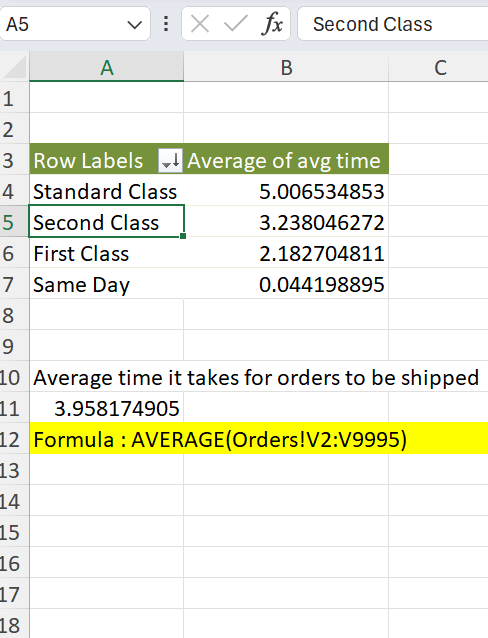 A5 fx Second Class
A B C
1
2
3 Row Labels Average of avg time
4 Standard Class 5.006534853
5 Second Class 3.238046272
6 First Class 2.182704811
7 Same Day 0.044198895
8
9
10 Average time it takes for orders to be shipped
11 3.958174905
12 Formula : AVERAGE(Orders!V2:V9995)
13
14
15
16
17
18